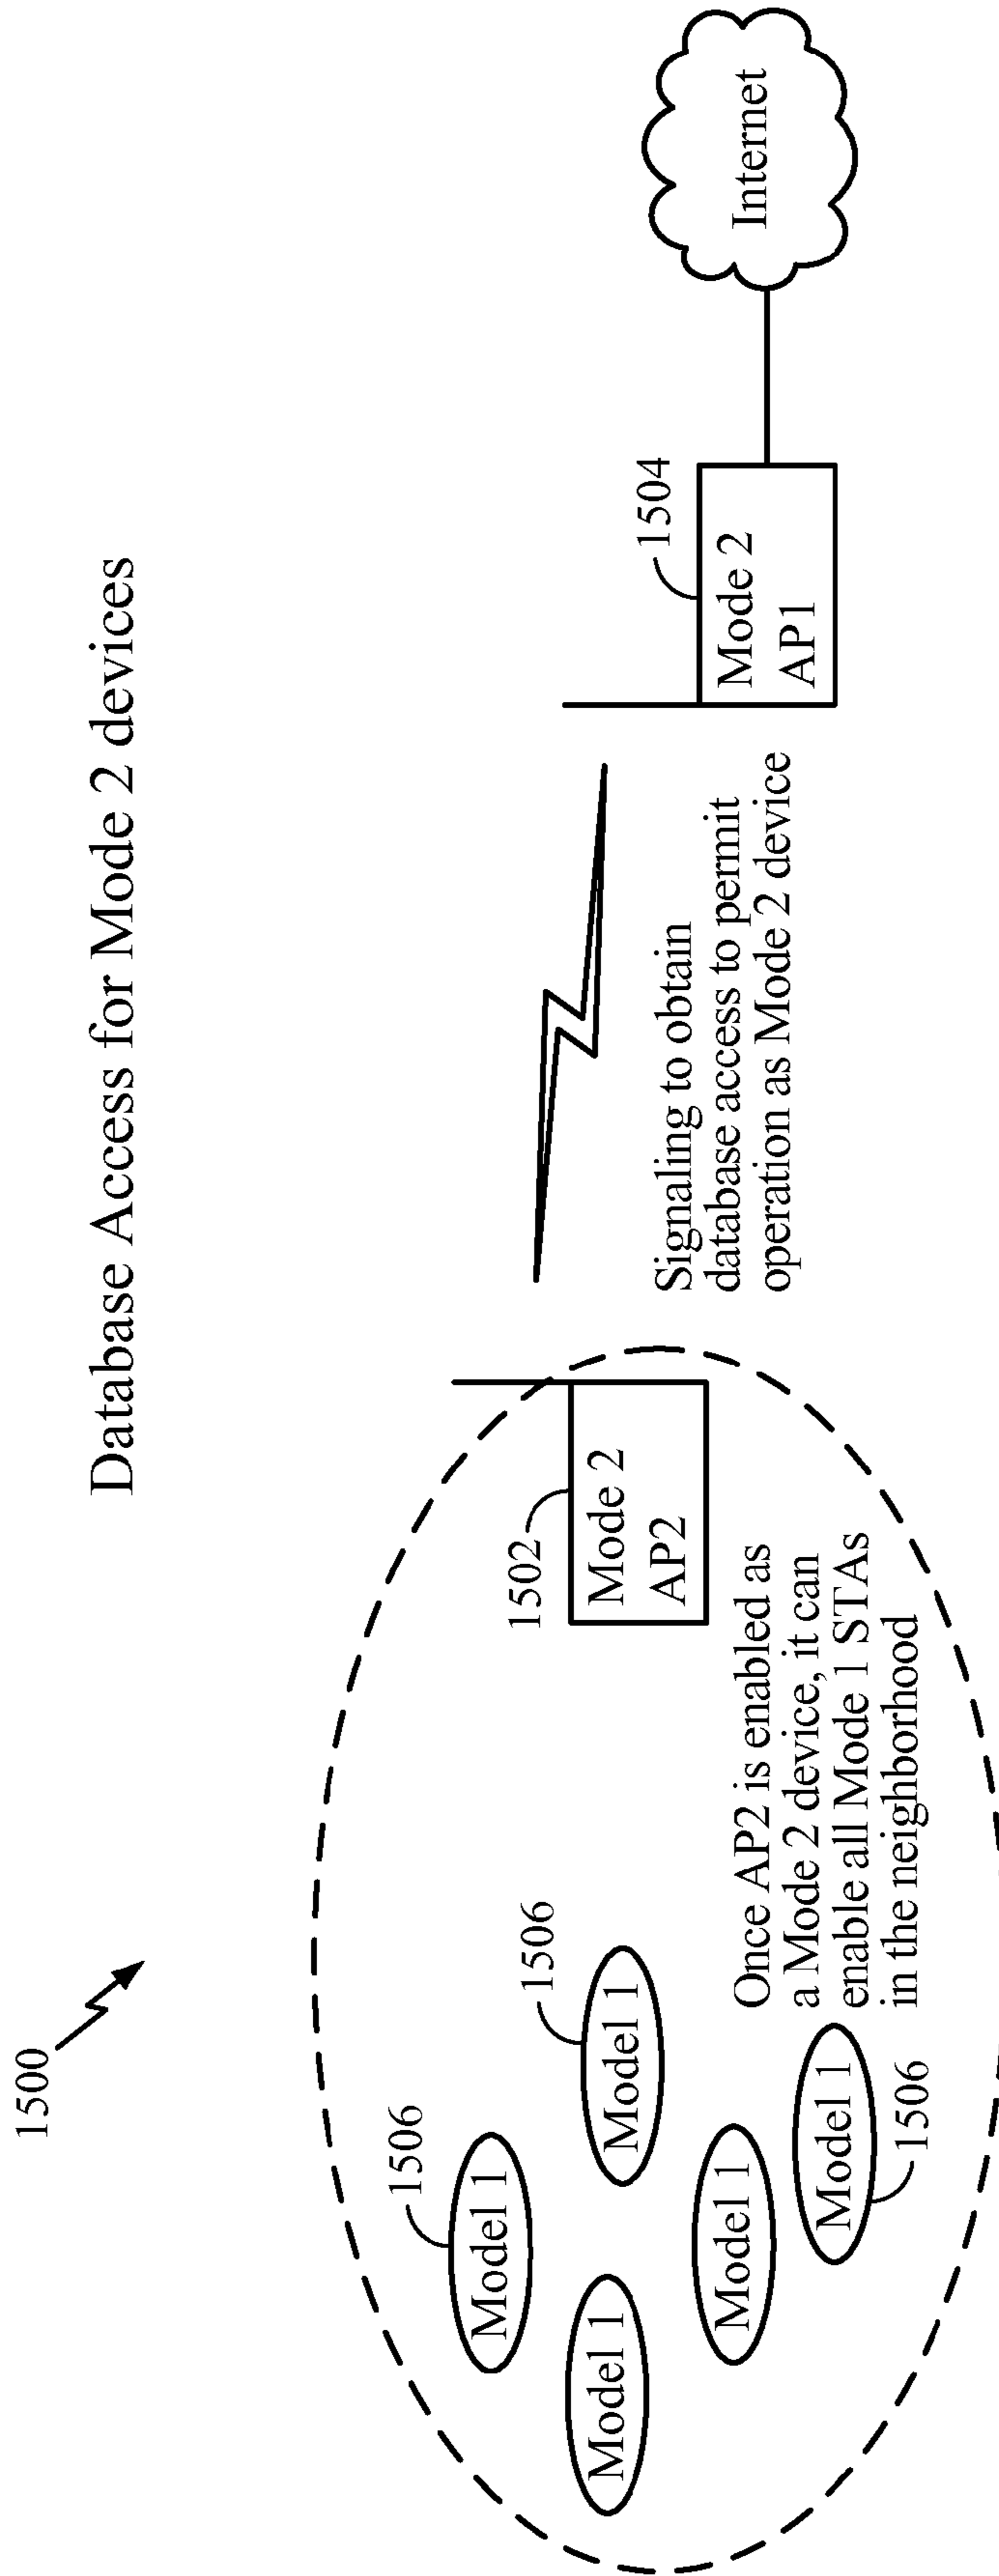 Database Access for Mode 2 devices
1500
1506
Model 1
Model 1
1506
Model 1
Model 1
Model 1
1506
1502
Mode 2
AP2
Once AP2 is enabled as
a Mode 2 device, it can
enable all Mode 1 STAs
in the neighborhood
Signaling to obtain
database access to permit
operation as Mode 2 device
1504
Mode 2
AP1
Internet